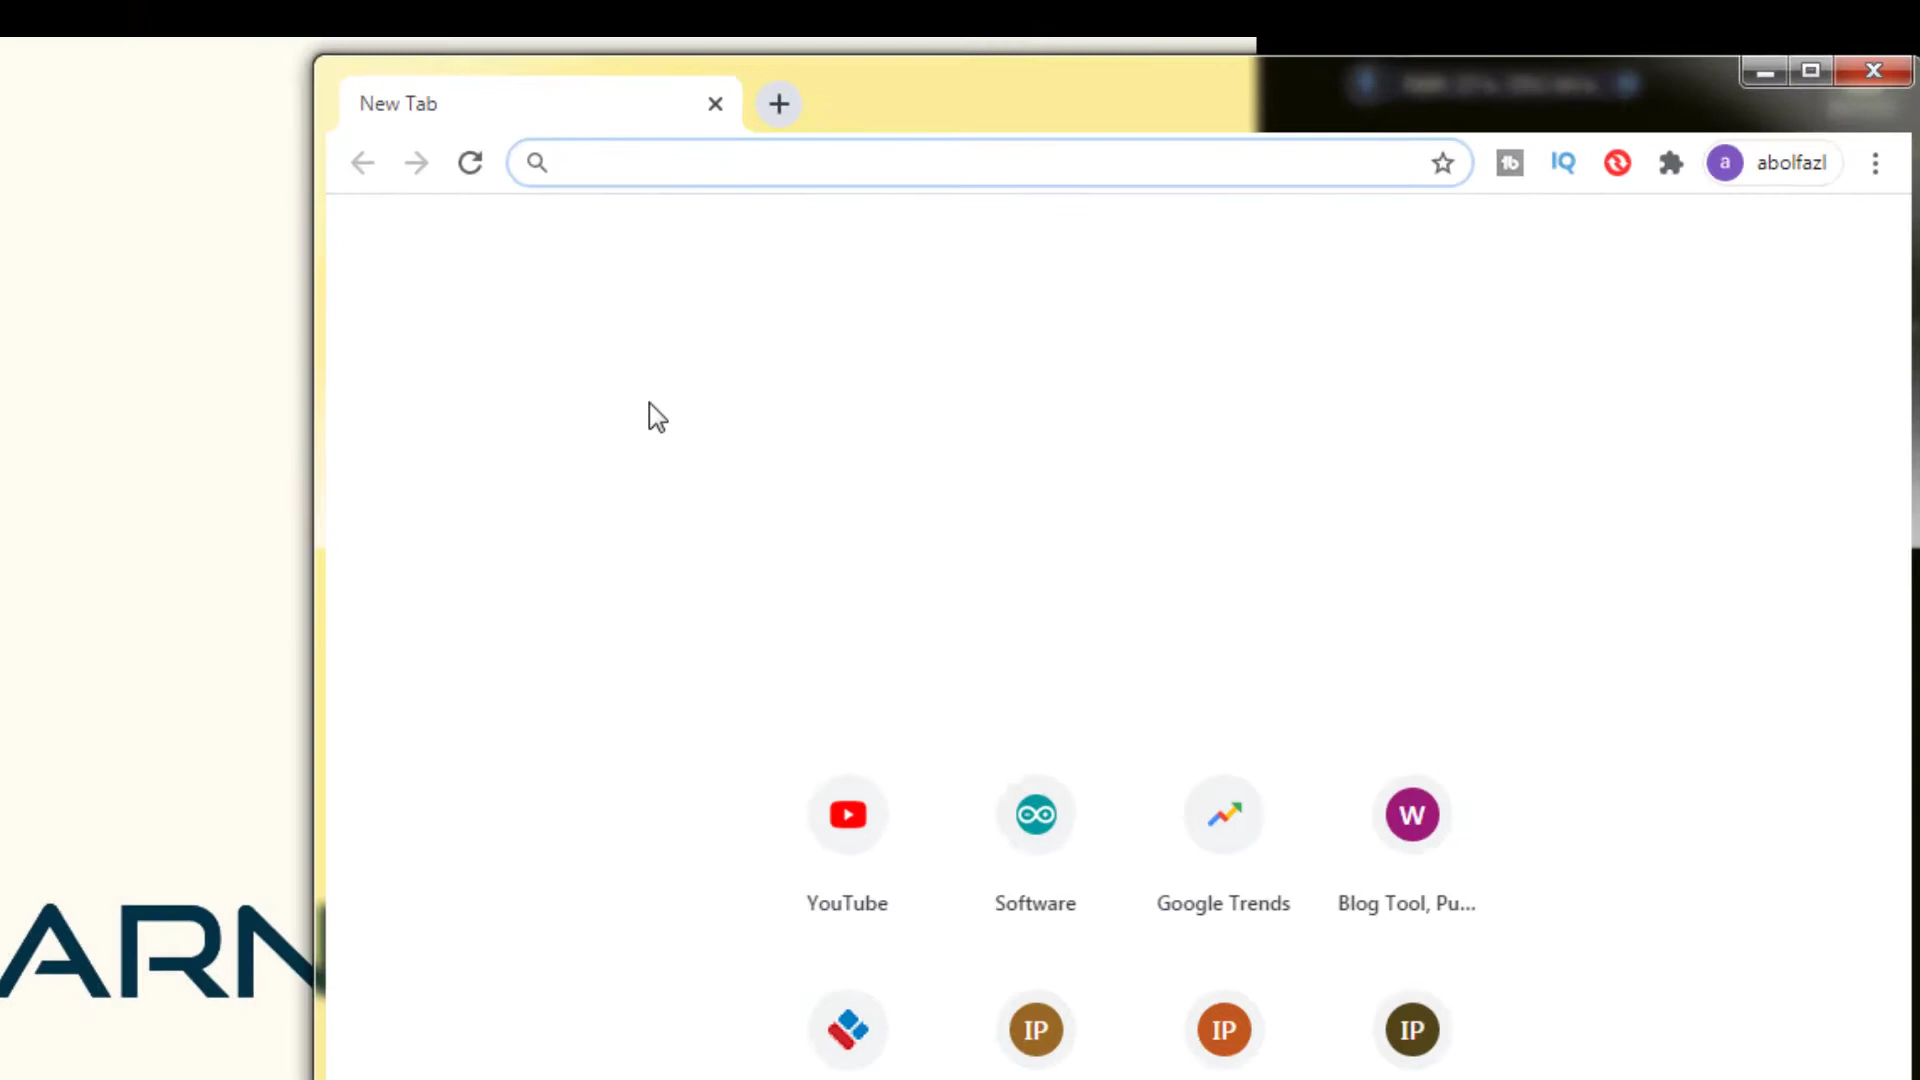 New Tab
IQ
a abolfazl
W
YouTube
Software
Google Trends
Blog Tool, Pu...
ARN
IP
IP
IP